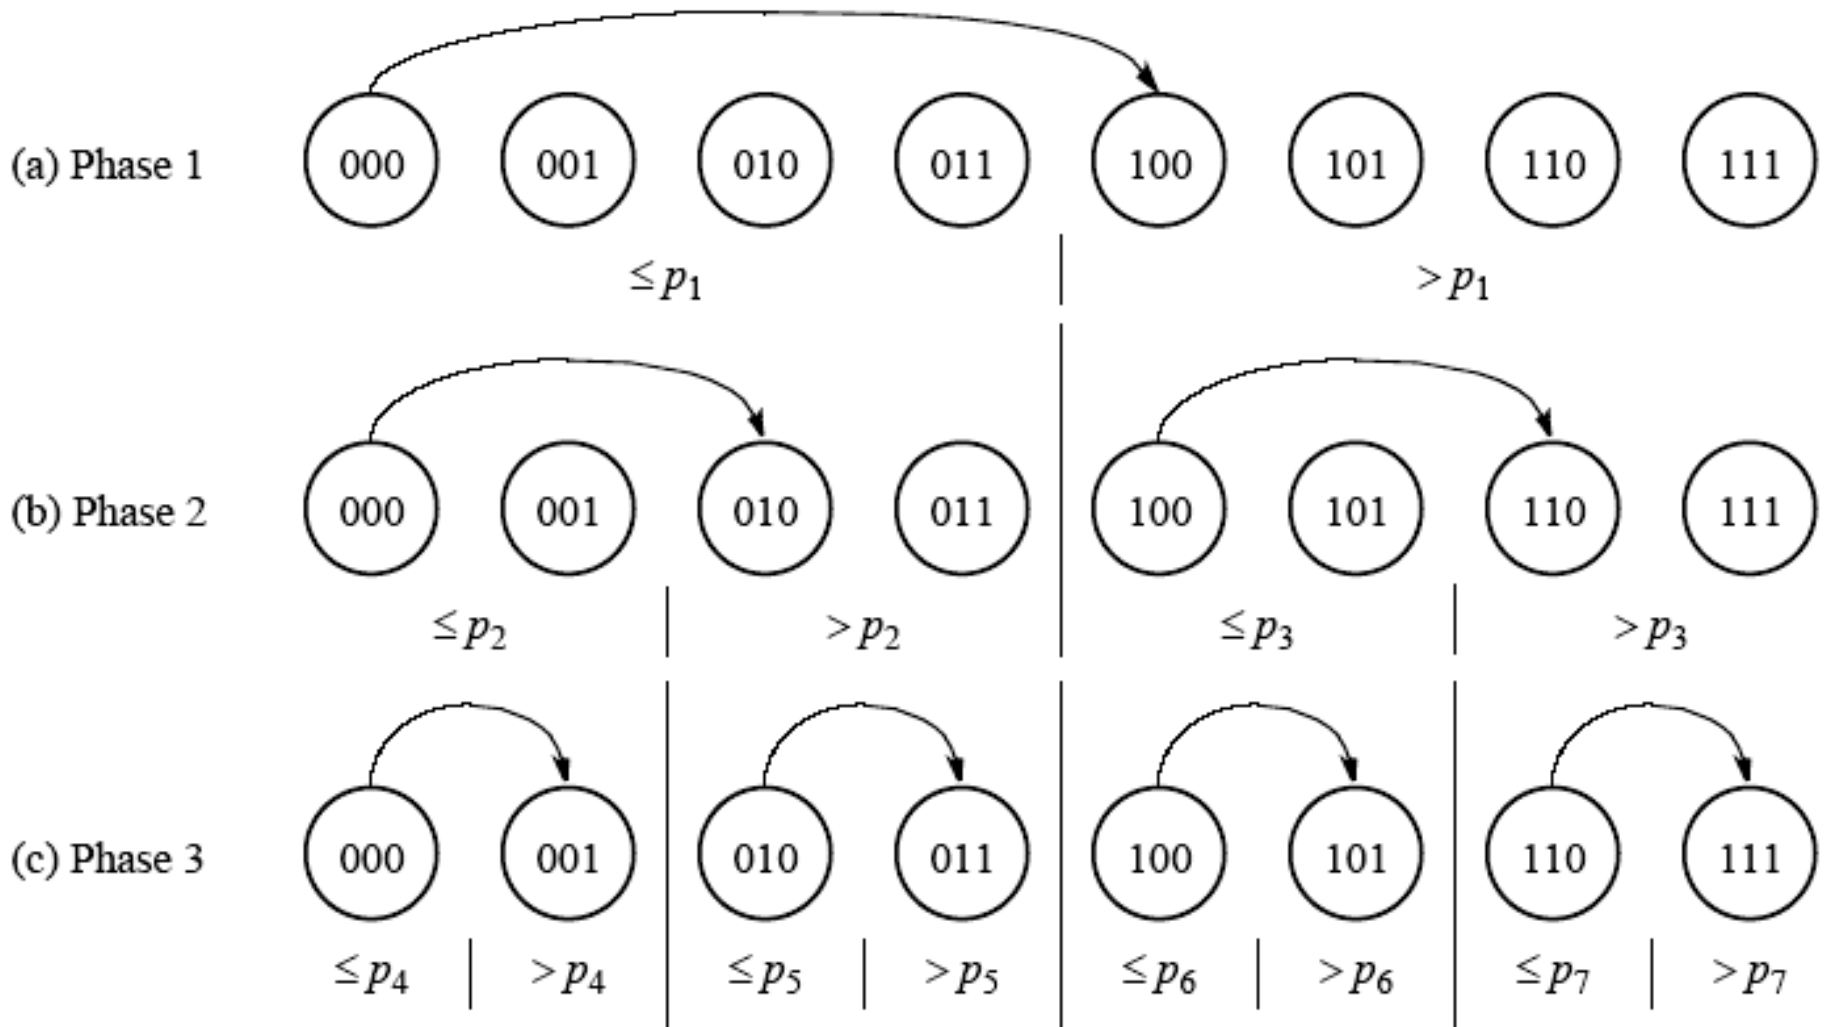 (a) Phase 1 000 001 010 011 100 101 110 111
≤ p1 > p1
(b) Phase 2 000 001 010 011 100 101 110 111
≤ p2 > p2 ≤ p3 > p3
(c) Phase 3 000 001 010 011 100 101 110 111
≤ p4 > p4 ≤ p5 > p5 ≤ p6 > p6 ≤ p7 > p7